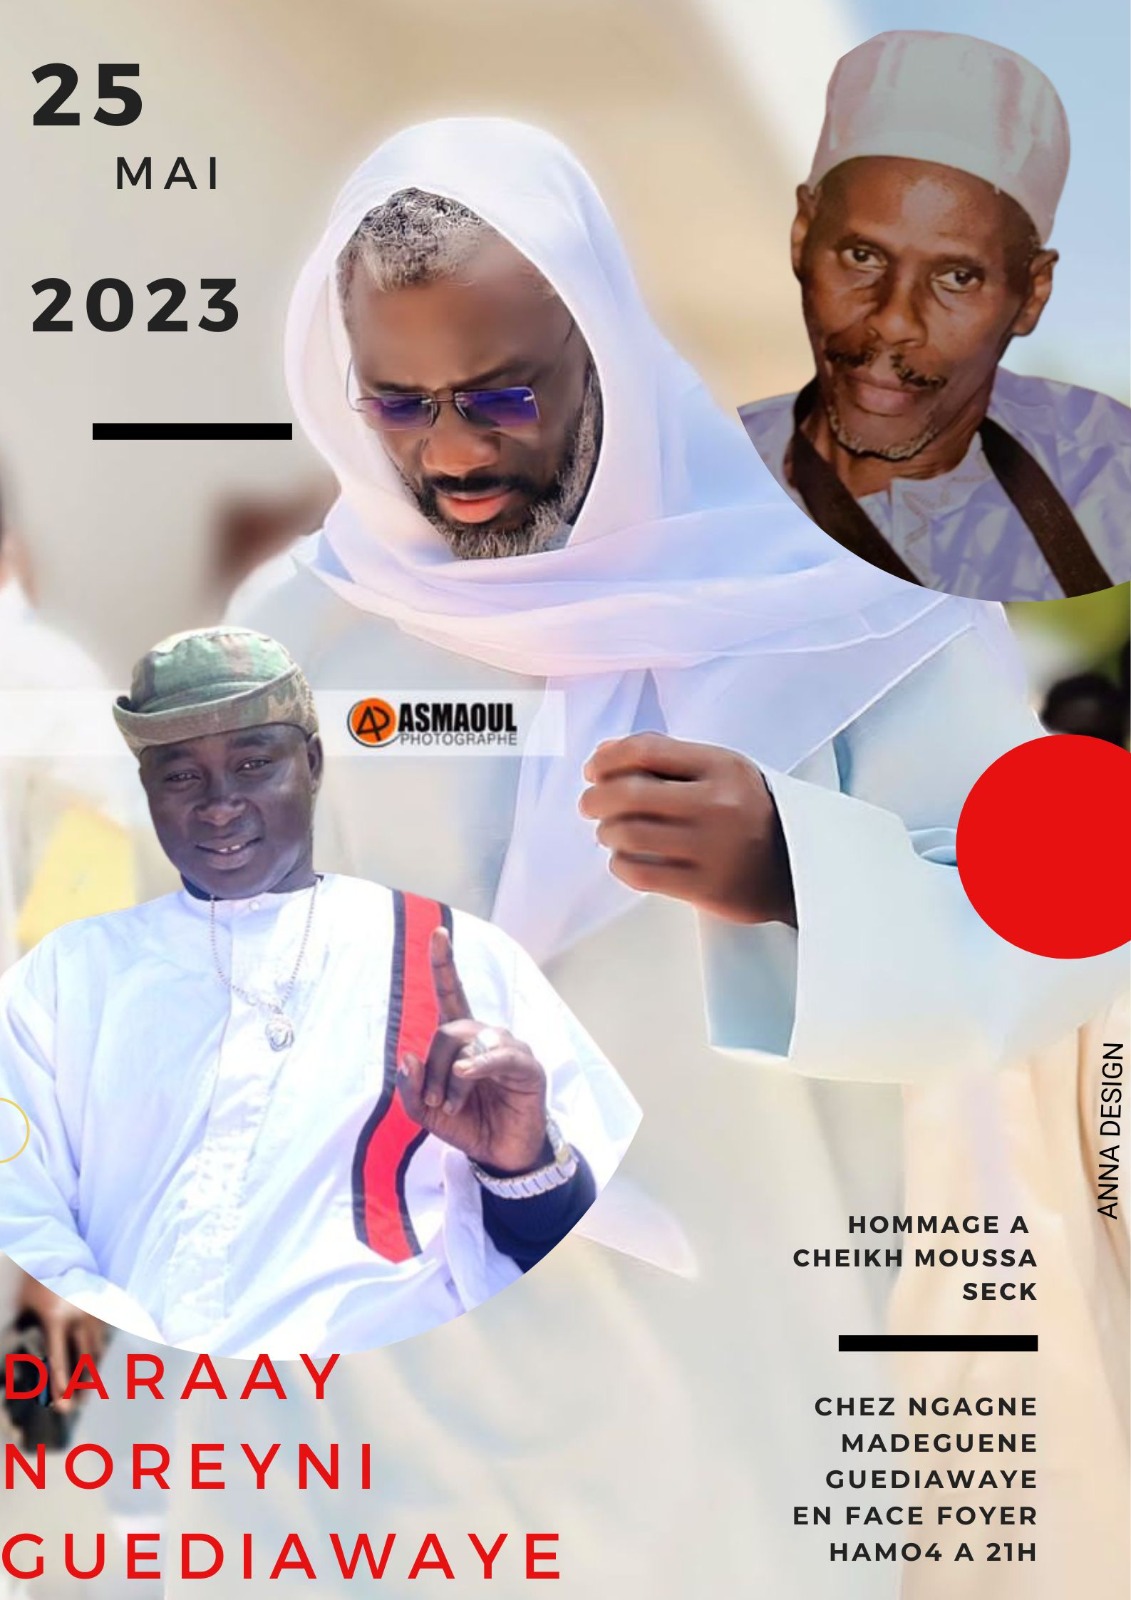 25
MAI
2023
ASMAOUL
PHOTOGRAPHE
ANNA DESIGN
HOMMAGE A
CHEIKH MOUSSA
SECK
CHEZ NGAGNE
MADEGUENE
GUEDIAWAYE
EN FACE FOYER
HAMO4 A 21H
DARAAY
NOREYNI
GUEDIAWAYE